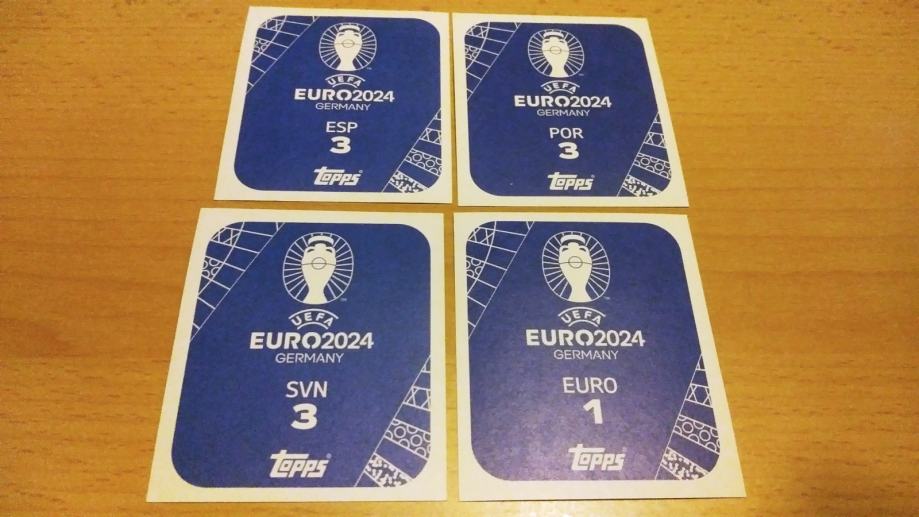 UEFA
EURO2024
GERMANY
ESP
3
Topps
UEFA
EURO2024
GERMANY
POR
3
Topps
UEFA
EURO2024
GERMANY
SVN
3
Topps
UEFA
EURO2024
GERMANY
EURO
1
Topps